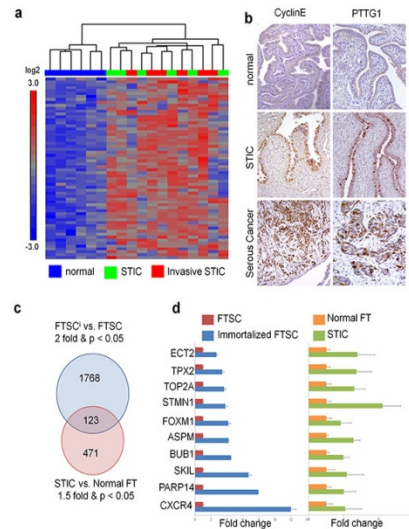 a
log2
3.0
-3.0
normal STIC Invasive STIC
b
CyclinE PTTG1
normal
STIC
Serous Cancer
c
FTSCⁱ vs. FTSC
2 fold & p < 0.05
1768
123
471
STIC vs. Normal FT
1.5 fold & p < 0.05
d
FTSC Normal FT
Immortalized FTSC STIC
ECT2
TPX2
TOP2A
STMN1
FOXM1
ASPM
BUB1
SKIL
PARP14
CXCR4
Fold change Fold change